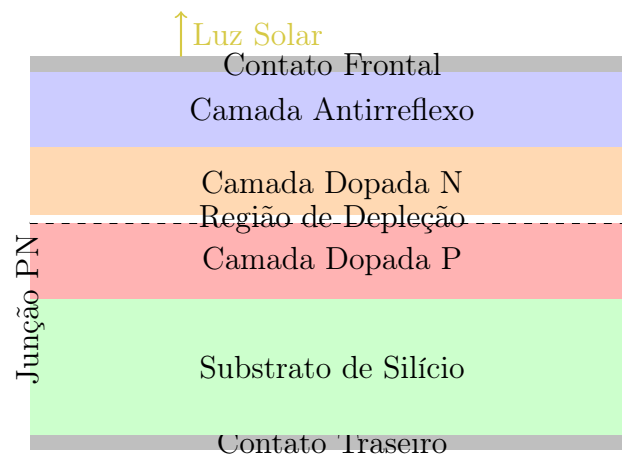 Luz Solar
Contato Frontal
Camada Antirreflexo
Camada Dopada N
Região de Depleção
Camada Dopada P
Junção PN
Substrato de Silício
Contato Traseiro